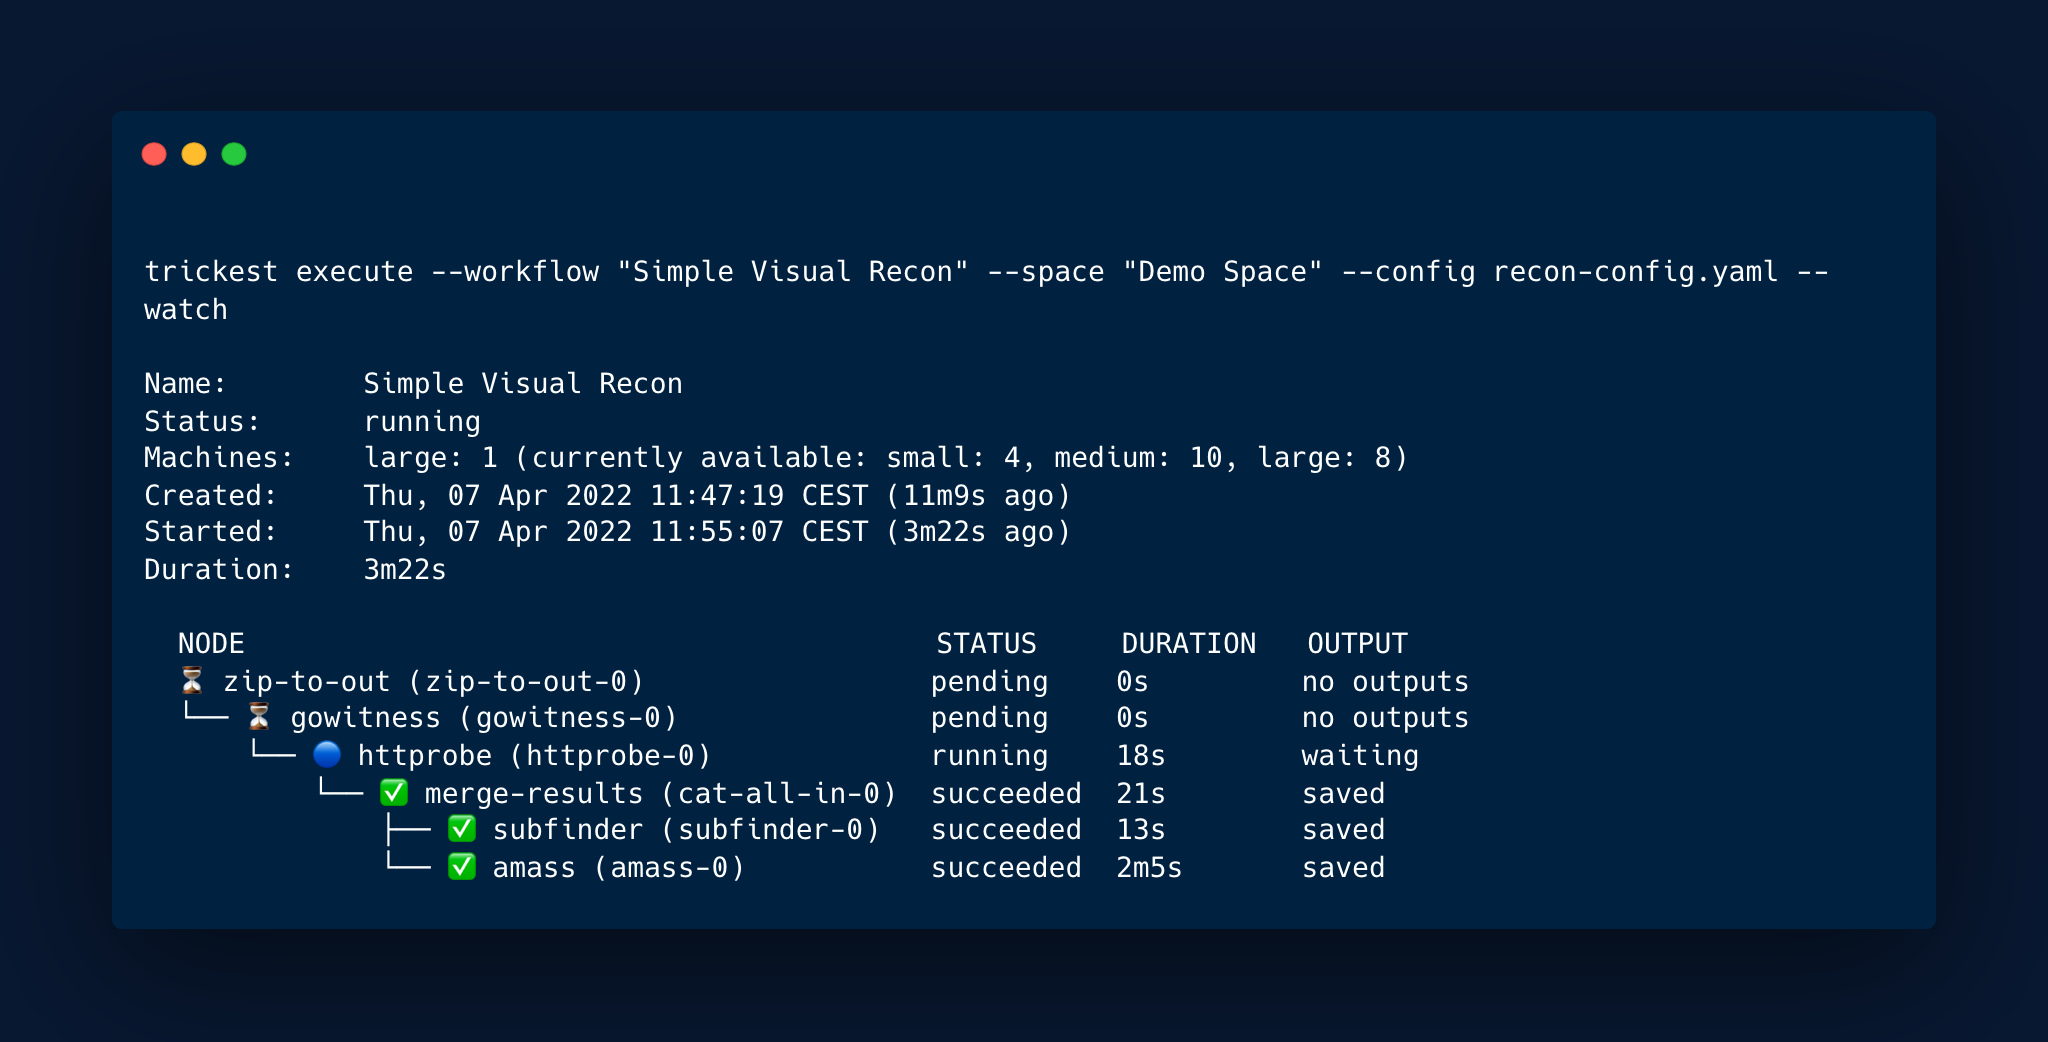 trickest execute --workflow "Simple Visual Recon" --space "Demo Space" --config recon-config.yaml --
watch
Name: Simple Visual Recon
Status: running
Machines: large: 1 (currently available: small: 4, medium: 10, large: 8)
Created: Thu, 07 Apr 2022 11:47:19 CEST (11m9s ago)
Started: Thu, 07 Apr 2022 11:55:07 CEST (3m22s ago)
Duration: 3m22s
NODE STATUS DURATION OUTPUT
⏳ zip-to-out (zip-to-out-0) pending 0s no outputs
└── ⏳ gowitness (gowitness-0) pending 0s no outputs
└── 🔵 httprobe (httprobe-0) running 18s waiting
└── ✅ merge-results (cat-all-in-0) succeeded 21s saved
├── ✅ subfinder (subfinder-0) succeeded 13s saved
└── ✅ amass (amass-0) succeeded 2m5s saved